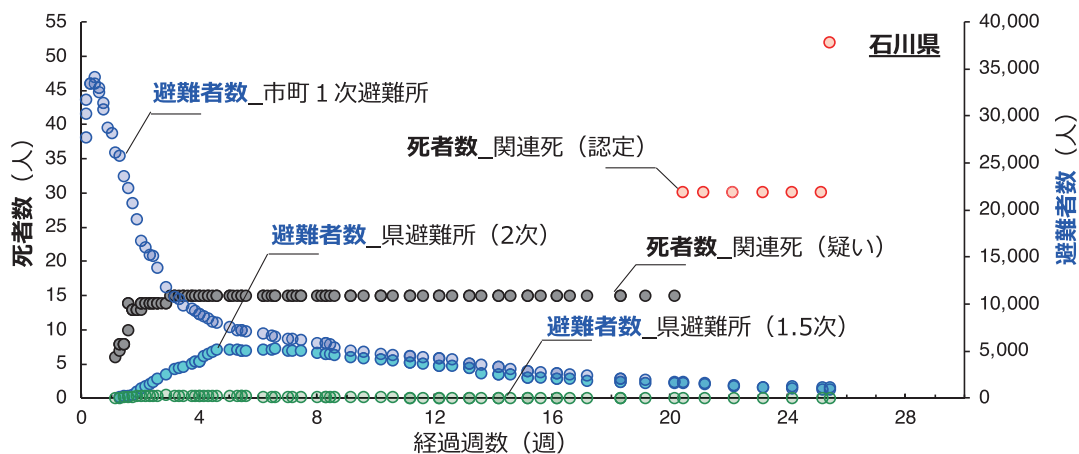 55
50
45
40
35
30
25
20
15
10
5
0
死者数（人）
40,000
35,000
30,000
25,000
20,000
15,000
10,000
5,000
0
避難者数（人）
石川県
避難者数_市町１次避難所
死者数_関連死（認定）
避難者数_県避難所（2次）
死者数_関連死（疑い）
避難者数_県避難所（1.5次）
0 4 8 12 16 20 24 28
経過週数（週）